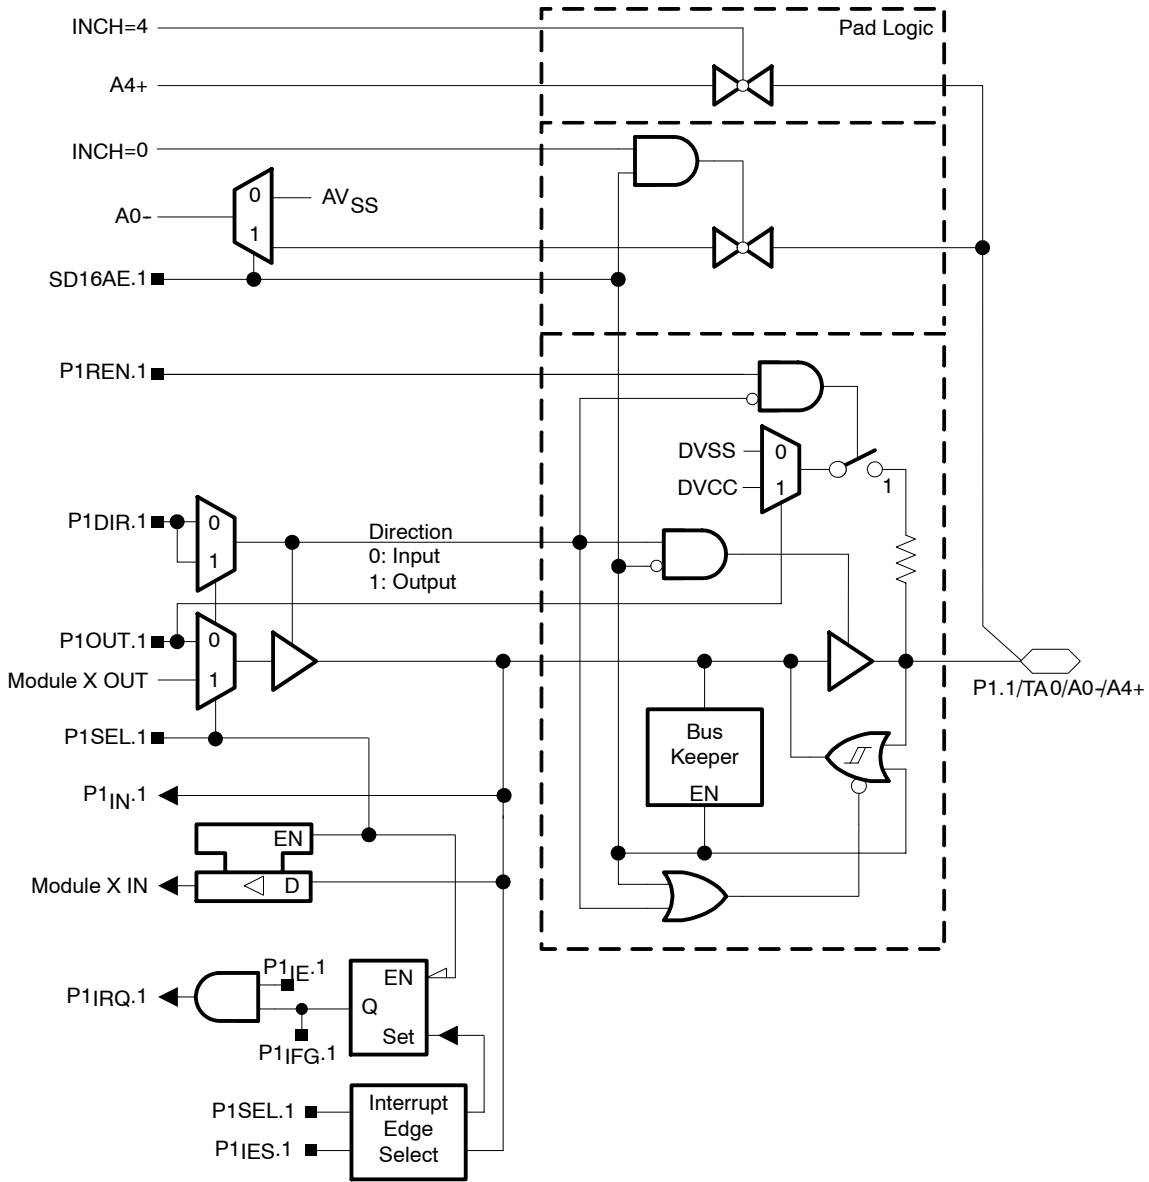 INCH=4
Pad Logic
A4+
INCH=0
0
AVSS
A0-
1
SD16AE.1
P1REN.1
DVSS
0
DVCC
1
1
P1DIR.1
0
1
Direction
0: Input
1: Output
P1OUT.1
0
Module X OUT
1
P1.1/TA0/A0-/A4+
P1SEL.1
Bus
Keeper
EN
P1IN.1
EN
Module X IN
D
P1IE.1
P1IRQ.1
EN
Q
Set
P1IFG.1
P1SEL.1
P1IES.1
Interrupt
Edge
Select